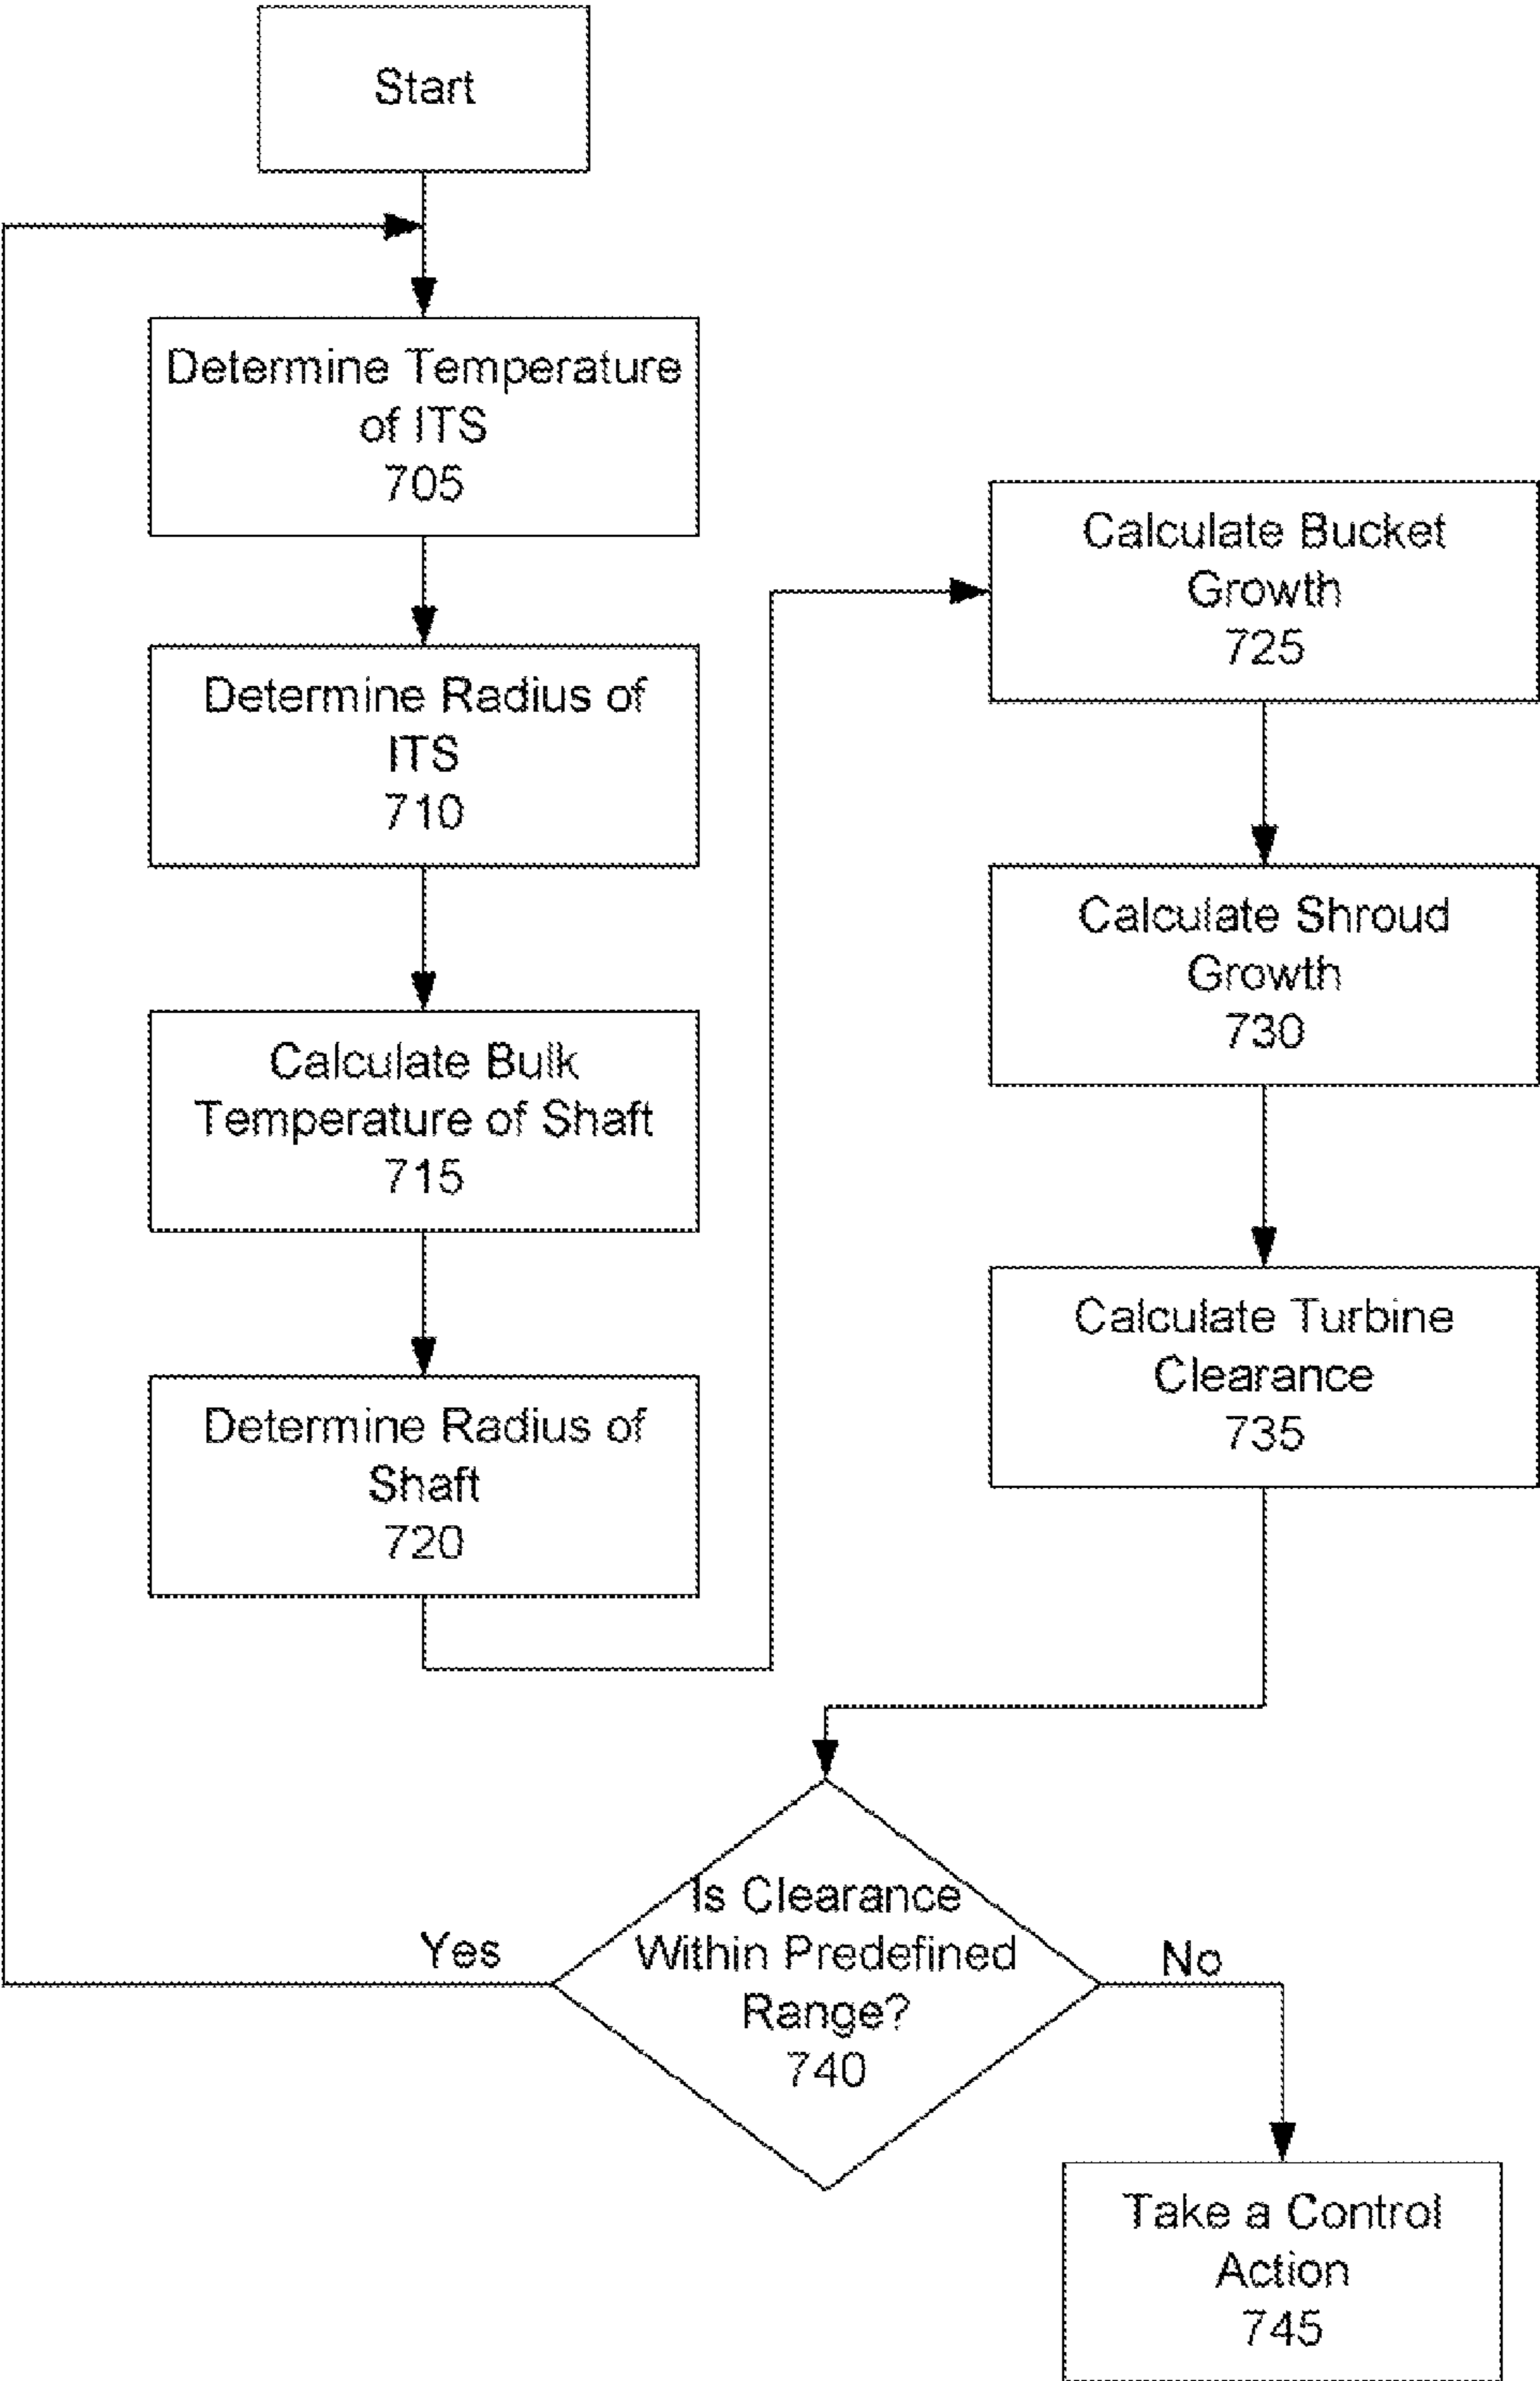 Start
Determine Temperature
of ITS
705
Determine Radius of
ITS
710
Calculate Bulk
Temperature of Shaft
715
Determine Radius of
Shaft
720
Calculate Bucket
Growth
725
Calculate Shroud
Growth
730
Calculate Turbine
Clearance
735
Is Clearance
Within Predefined
Range?
740
Yes
No
Take a Control
Action
745